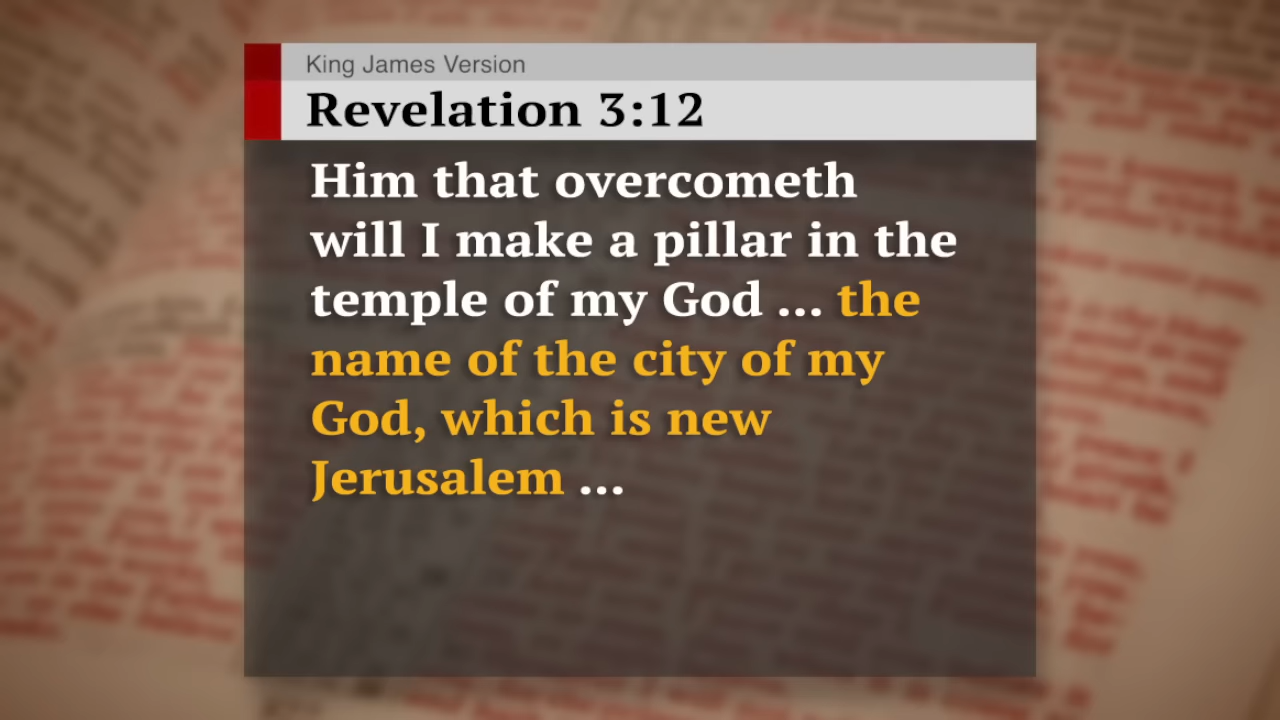 King James Version
Revelation 3:12
Him that overcometh
will I make a pillar in the
temple of my God ... the
name of the city of my
God, which is new
Jerusalem ...